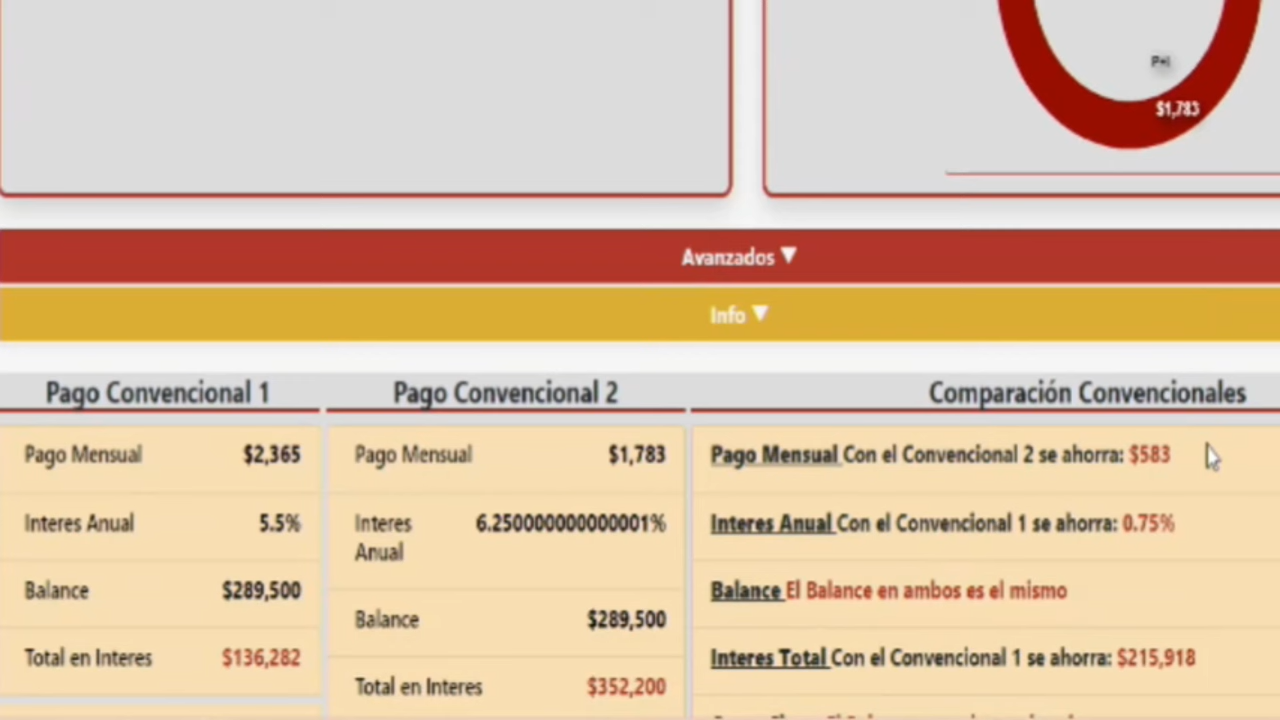 P+I
$1,783
Avanzados ▼
Info ▼
Pago Convencional 1
Pago Mensual $2,365
Interes Anual 5.5%
Balance $289,500
Total en Interes $136,282
Pago Convencional 2
Pago Mensual $1,783
Interes Anual 6.250000000000001%
Balance $289,500
Total en Interes $352,200
Comparación Convencionales
Pago Mensual Con el Convencional 2 se ahorra: $583
Interes Anual Con el Convencional 1 se ahorra: 0.75%
Balance El Balance en ambos es el mismo
Interes Total Con el Convencional 1 se ahorra: $215,918